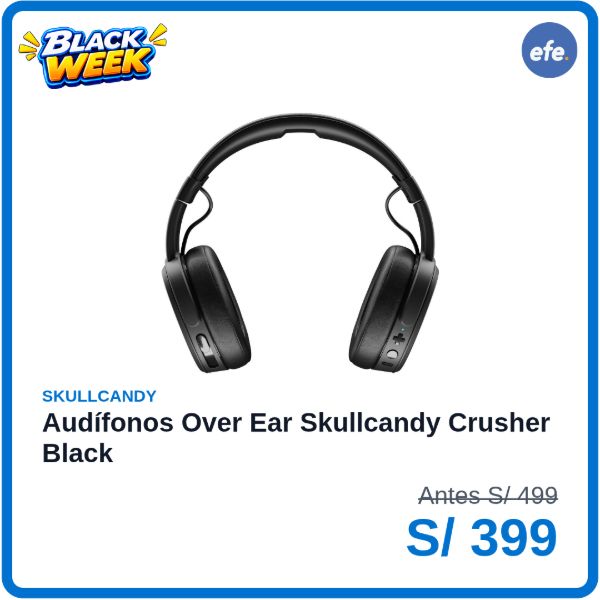 BLACK
WEEK
efe.
SKULLCANDY
Audífonos Over Ear Skullcandy Crusher
Black
Antes S/ 499
S/ 399